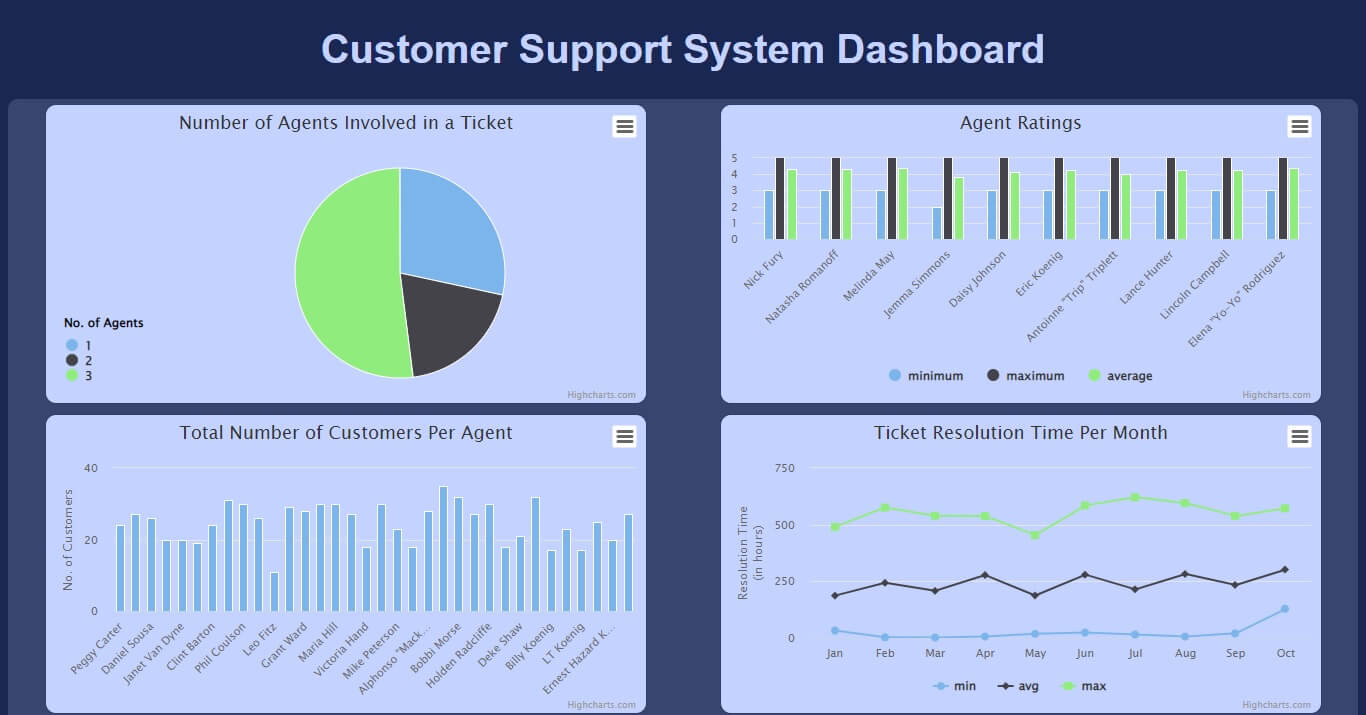 Customer Support System Dashboard
Number of Agents Involved in a Ticket
No. of Agents
1
2
3
Highcharts.com
Agent Ratings
5
4
3
2
1
0
Nick Fury
Natasha Romanoff
Melinda May
Jemma Simmons
Daisy Johnson
Eric Koenig
Antoinne "Trip" Triplett
Lance Hunter
Lincoln Campbell
Elena "Yo-Yo" Rodriguez
minimum maximum average
Highcharts.com
Total Number of Customers Per Agent
No. of Customers
40
20
0
Peggy Carter
Daniel Sousa
Janet Van Dyne
Clint Barton
Phil Coulson
Leo Fitz
Grant Ward
Maria Hill
Victoria Hand
Mike Peterson
Alphonso "Mack...
Bobbi Morse
Holden Radcliffe
Deke Shaw
Billy Koenig
LT Koenig
Ernest Hazard K...
Highcharts.com
Ticket Resolution Time Per Month
Resolution Time
(in hours)
750
500
250
0
Jan Feb Mar Apr May Jun Jul Aug Sep Oct
min avg max
Highcharts.com